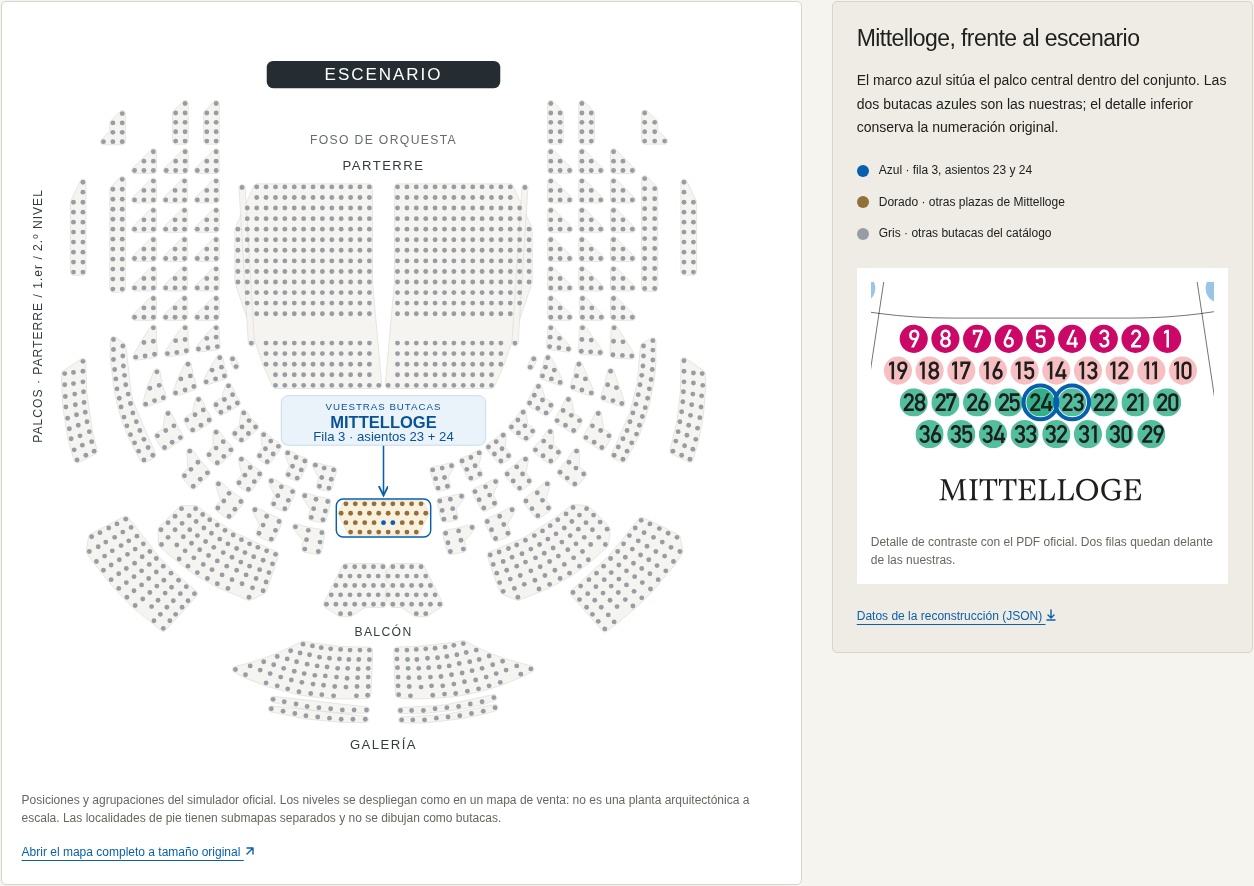 ESCENARIO
FOSO DE ORQUESTA
PARTERRE
PALCOS · PARTERRE / 1.er / 2.º NIVEL
VUESTRAS BUTACAS
MITTELLOGE
Fila 3 · asientos 23 + 24
BALCÓN
GALERÍA
Posiciones y agrupaciones del simulador oficial. Los niveles se despliegan como en un mapa de venta: no es una planta arquitectónica a
escala. Las localidades de pie tienen submapas separados y no se dibujan como butacas.
Abrir el mapa completo a tamaño original
Mittelloge, frente al escenario
El marco azul sitúa el palco central dentro del conjunto. Las
dos butacas azules son las nuestras; el detalle inferior
conserva la numeración original.
Azul · fila 3, asientos 23 y 24
Dorado · otras plazas de Mittelloge
Gris · otras butacas del catálogo
9 8 7 6 5 4 3 2 1
19 18 17 16 15 14 13 12 11 10
28 27 26 25 24 23 22 21 20
36 35 34 33 32 31 30 29
MITTELLOGE
Detalle de contraste con el PDF oficial. Dos filas quedan delante
de las nuestras.
Datos de la reconstrucción (JSON)